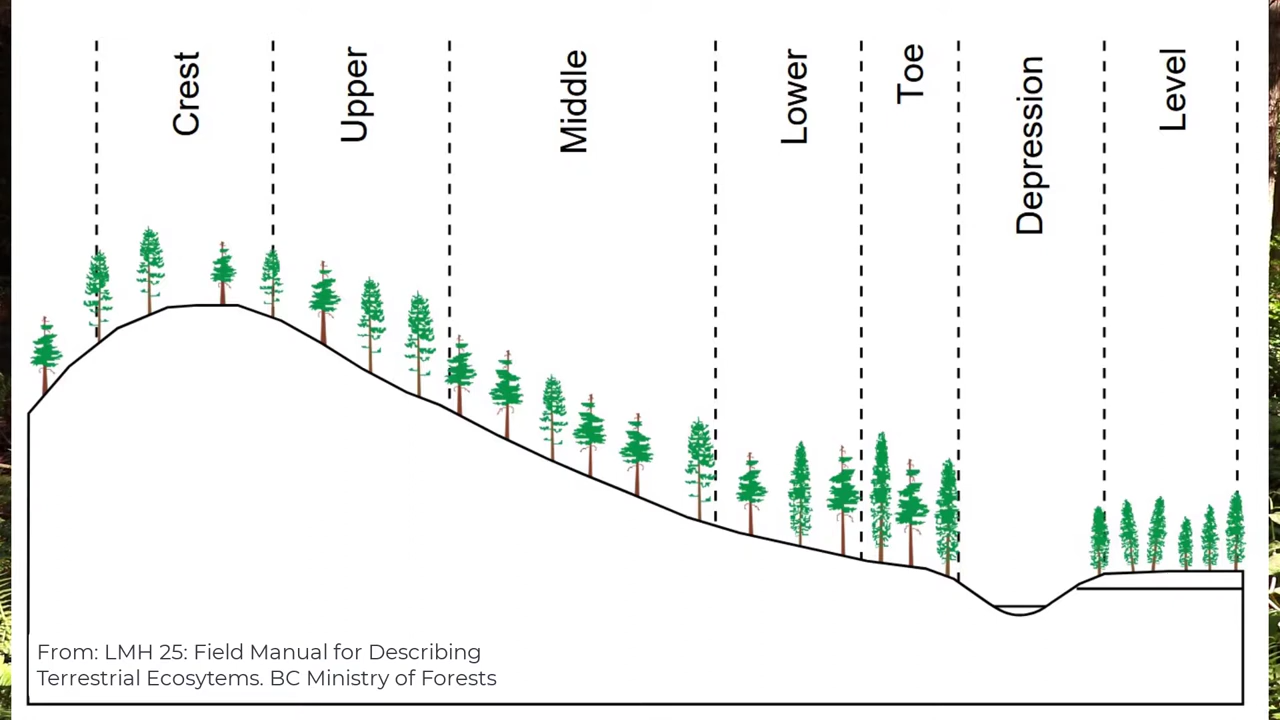 Crest
Upper
Middle
Lower
Toe
Depression
Level
From: LMH 25: Field Manual for Describing
Terrestrial Ecosytems. BC Ministry of Forests